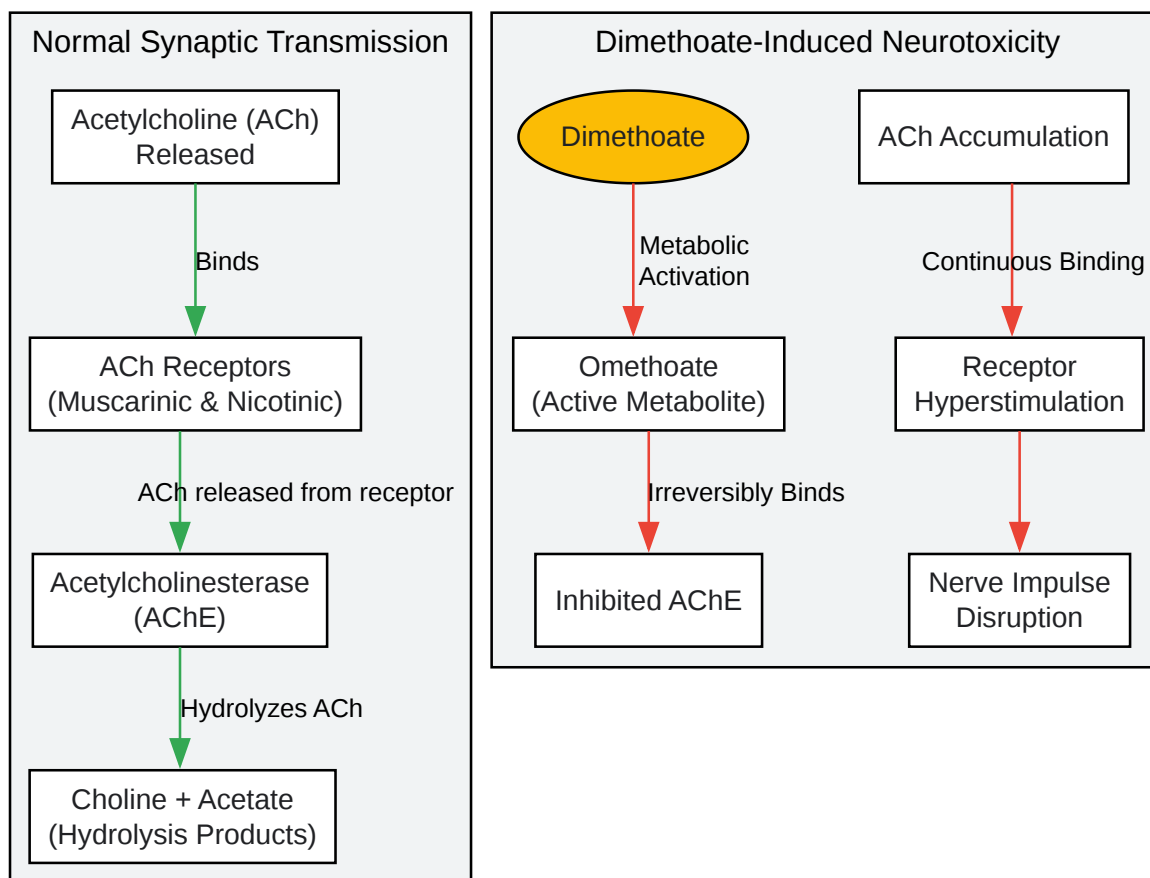 Normal Synaptic Transmission
Acetylcholine (ACh)
Released
Binds
ACh Receptors
(Muscarinic & Nicotinic)
ACh released from receptor
Acetylcholinesterase
(AChE)
Hydrolyzes ACh
Choline + Acetate
(Hydrolysis Products)
Dimethoate-Induced Neurotoxicity
Dimethoate
Metabolic
Activation
Omethoate
(Active Metabolite)
Irreversibly Binds
Inhibited AChE
ACh Accumulation
Continuous Binding
Receptor
Hyperstimulation
Nerve Impulse
Disruption